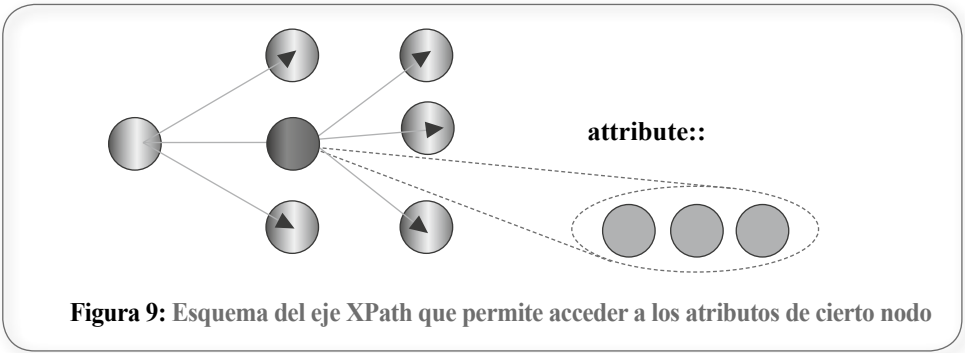 attribute::
Figura 9: Esquema del eje XPath que permite acceder a los atributos de cierto nodo